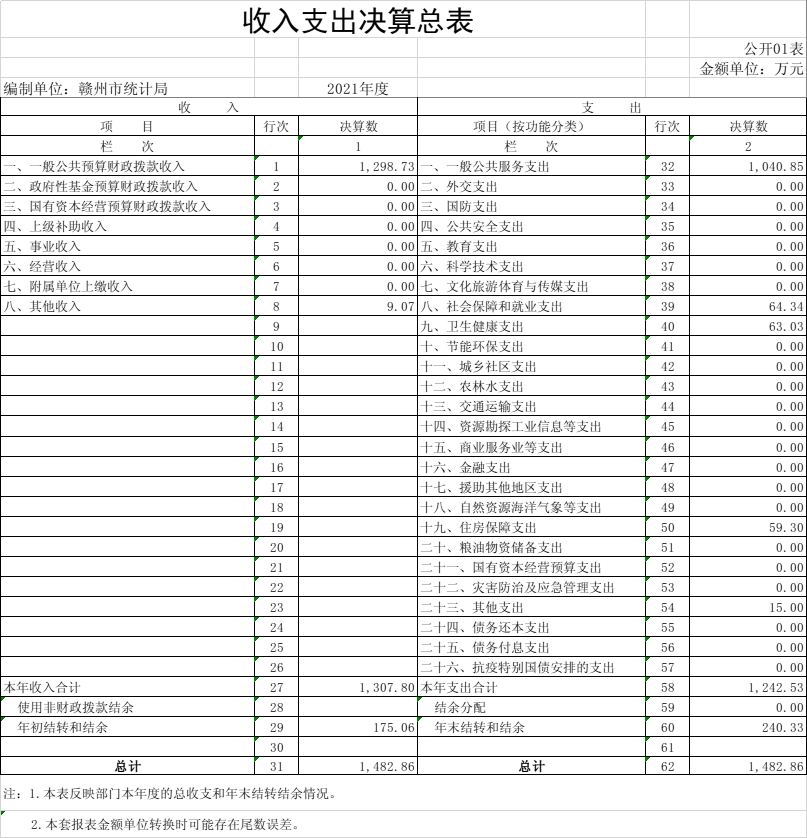 收入支出决算总表
公开01表
金额单位：万元
编制单位：赣州市统计局 2021年度
收 入 支 出
项 目 行次 决算数 项目（按功能分类） 行次 决算数
栏 次 1 栏 次 2
一、一般公共预算财政拨款收入 1 1,298.73 一、一般公共服务支出 32 1,040.85
二、政府性基金预算财政拨款收入 2 0.00 二、外交支出 33 0.00
三、国有资本经营预算财政拨款收入 3 0.00 三、国防支出 34 0.00
四、上级补助收入 4 0.00 四、公共安全支出 35 0.00
五、事业收入 5 0.00 五、教育支出 36 0.00
六、经营收入 6 0.00 六、科学技术支出 37 0.00
七、附属单位上缴收入 7 0.00 七、文化旅游体育与传媒支出 38 0.00
八、其他收入 8 9.07 八、社会保障和就业支出 39 64.34
9 九、卫生健康支出 40 63.03
10 十、节能环保支出 41 0.00
11 十一、城乡社区支出 42 0.00
12 十二、农林水支出 43 0.00
13 十三、交通运输支出 44 0.00
14 十四、资源勘探工业信息等支出 45 0.00
15 十五、商业服务业等支出 46 0.00
16 十六、金融支出 47 0.00
17 十七、援助其他地区支出 48 0.00
18 十八、自然资源海洋气象等支出 49 0.00
19 十九、住房保障支出 50 59.30
20 二十、粮油物资储备支出 51 0.00
21 二十一、国有资本经营预算支出 52 0.00
22 二十二、灾害防治及应急管理支出 53 0.00
23 二十三、其他支出 54 15.00
24 二十四、债务还本支出 55 0.00
25 二十五、债务付息支出 56 0.00
26 二十六、抗疫特别国债安排的支出 57 0.00
本年收入合计 27 1,307.80 本年支出合计 58 1,242.53
使用非财政拨款结余 28 结余分配 59 0.00
年初结转和结余 29 175.06 年末结转和结余 60 240.33
30 61
总计 31 1,482.86 总计 62 1,482.86
注：1.本表反映部门本年度的总收支和年末结转结余情况。
2.本套报表金额单位转换时可能存在尾数误差。